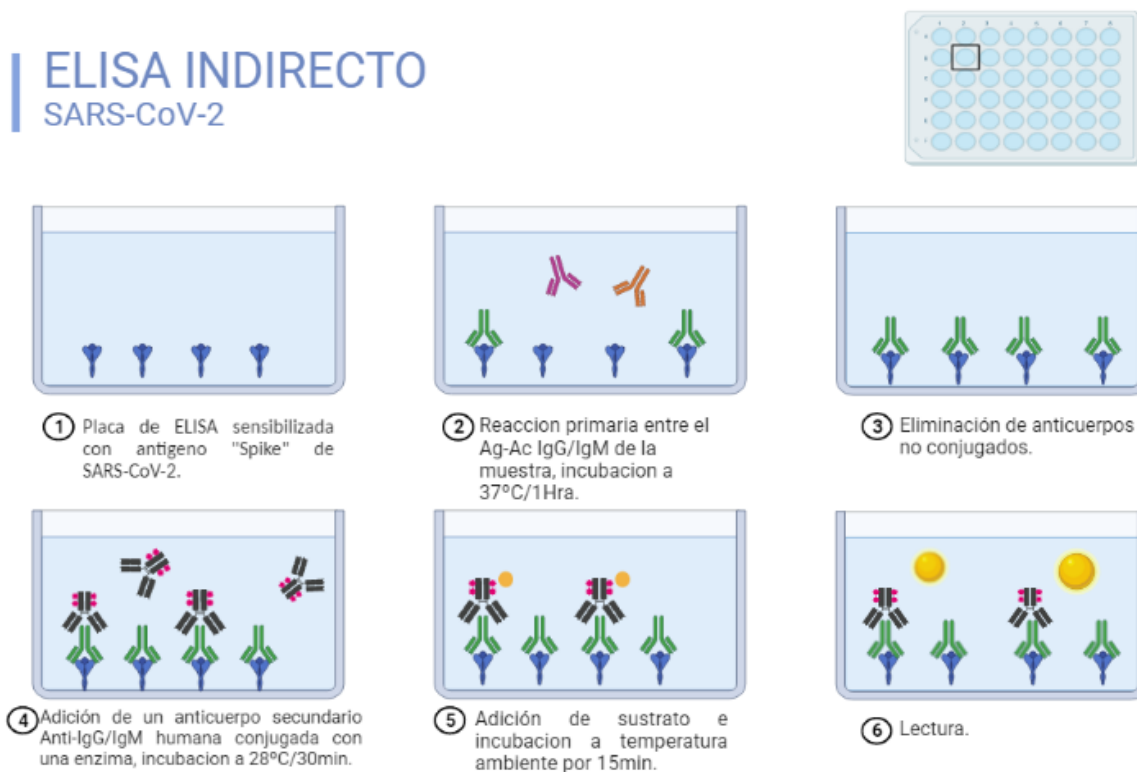 ELISA INDIRECTO
SARS-CoV-2
1 Placa de ELISA sensibilizada
con antigeno "Spike" de
SARS-CoV-2.
2 Reaccion primaria entre el
Ag-Ac IgG/IgM de la
muestra, incubacion a
37ºC/1Hra.
3 Eliminación de anticuerpos
no conjugados.
4 Adición de un anticuerpo secundario
Anti-IgG/IgM humana conjugada con
una enzima, incubacion a 28ºC/30min.
5 Adición de sustrato e
incubacion a temperatura
ambiente por 15min.
6 Lectura.